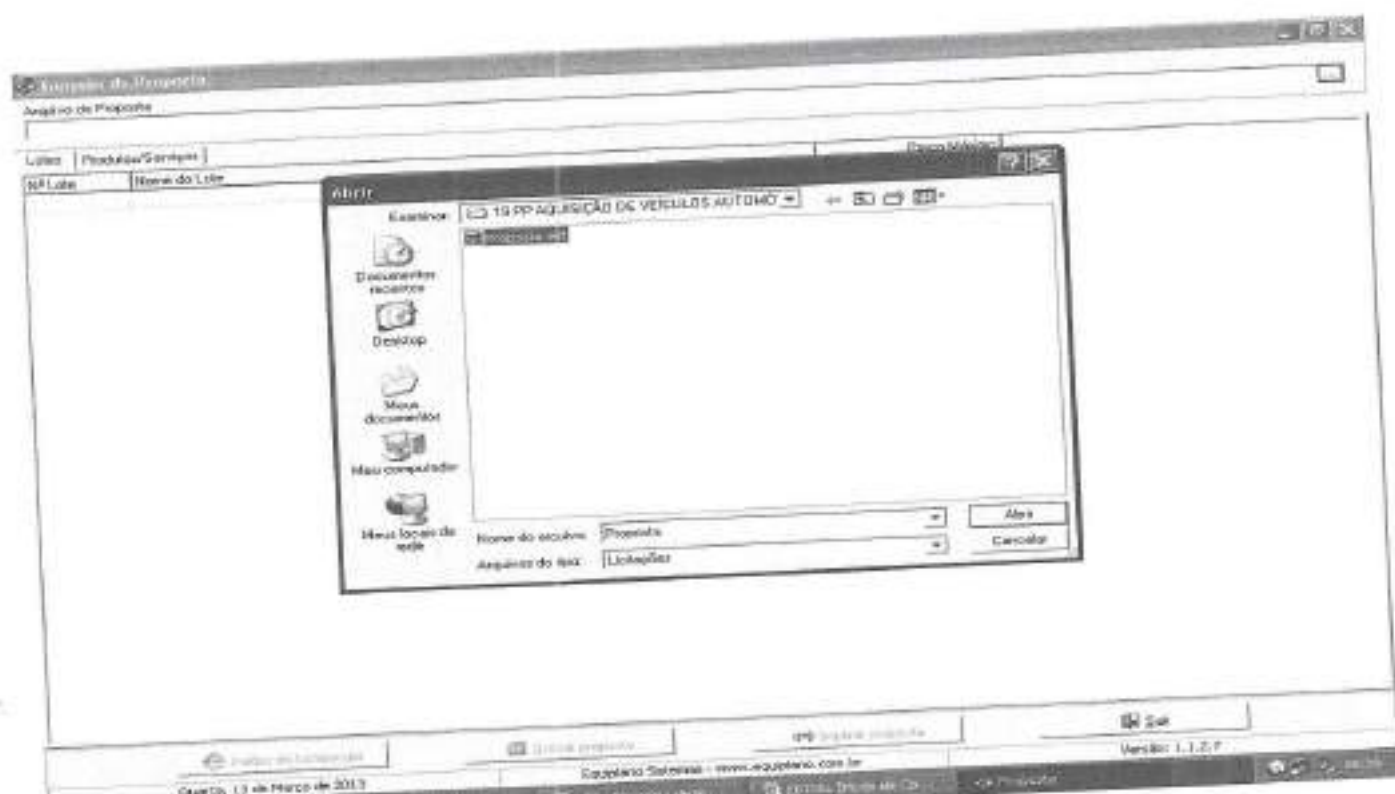 Arquivo de Proposta
Lotes Produtos/Serviços
Nº Lote Nome do Lote
Abrir
Examinar: 19 PP AQUISIÇÃO DE VEÍCULOS AUTOMO
Documentos recentes
Desktop
Meus documentos
Meu computador
Meus locais de rede
Nome do arquivo: Proposta Abrir
Arquivos do tipo: Licitações Cancelar
Sair
Quarta, 13 de Março de 2013 Equiplano Sistemas - www.equiplano.com.br Versão: 1.1.2.7